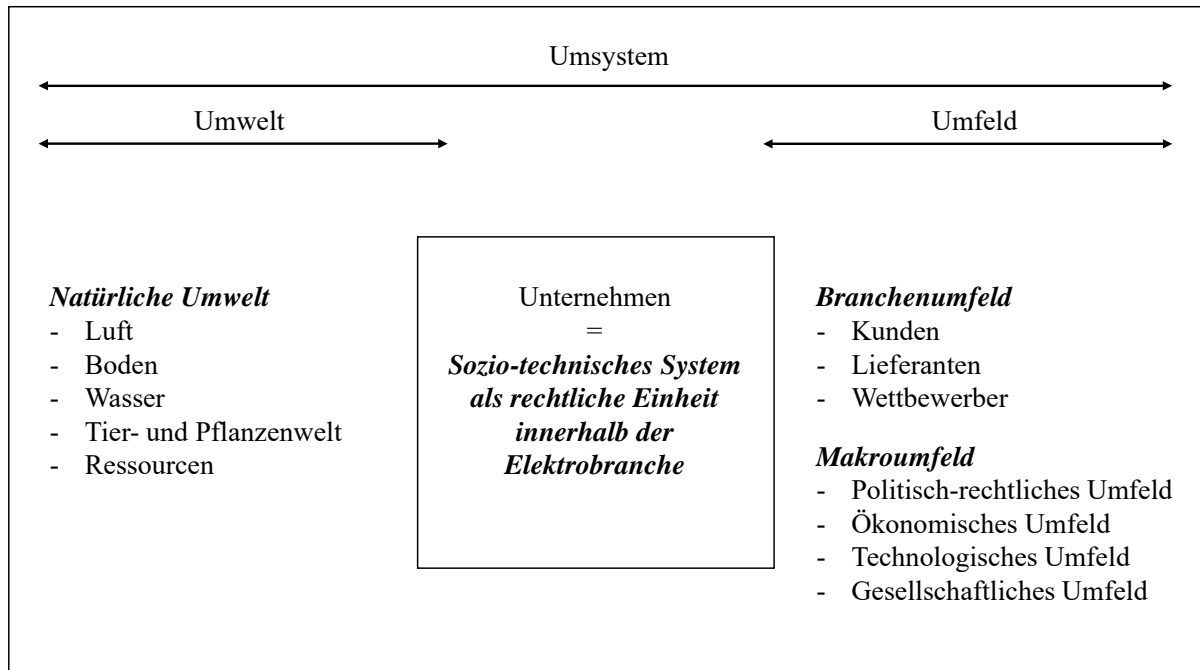 Umsystem
Umwelt
Umfeld
Natürliche Umwelt
- Luft
- Boden
- Wasser
- Tier- und Pflanzenwelt
- Ressourcen
Unternehmen
=
Sozio-technisches System
als rechtliche Einheit
innerhalb der
Elektrobranche
Branchenumfeld
- Kunden
- Lieferanten
- Wettbewerber
Makroumfeld
- Politisch-rechtliches Umfeld
- Ökonomisches Umfeld
- Technologisches Umfeld
- Gesellschaftliches Umfeld